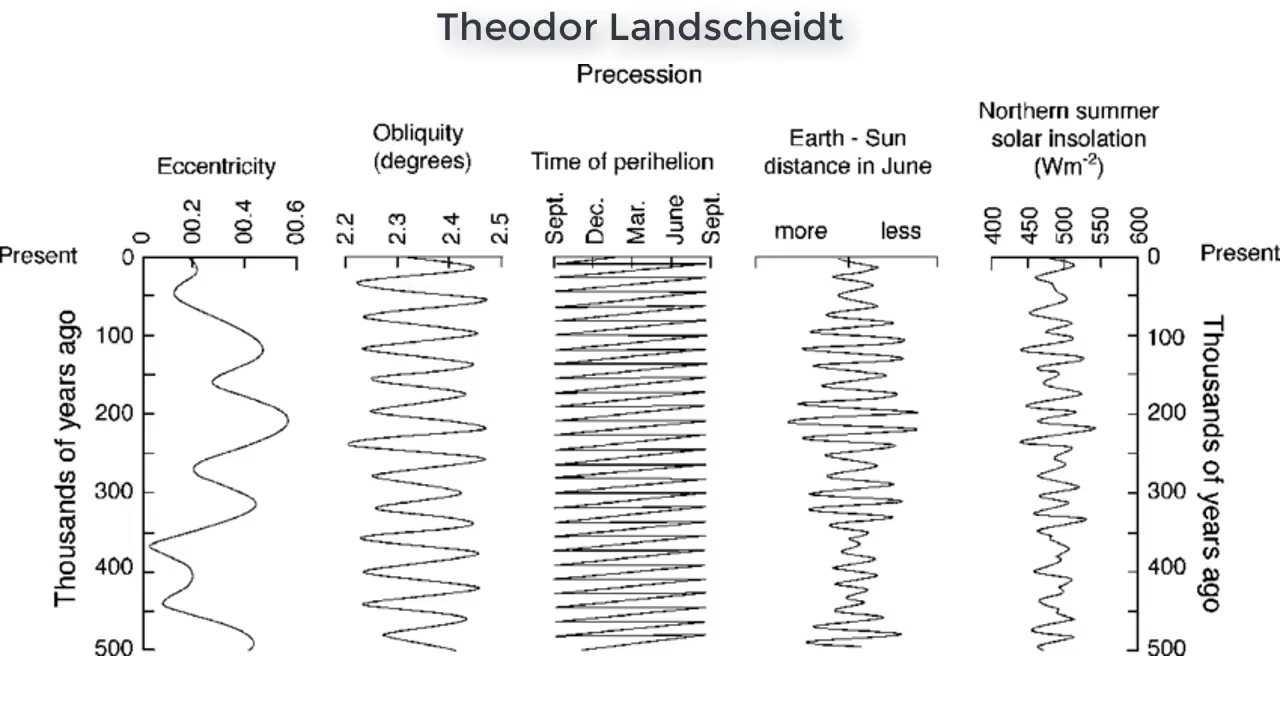 Theodor Landscheidt
Precession
Eccentricity
Obliquity
(degrees)
Time of perihelion
Earth - Sun
distance in June
Northern summer
solar insolation
(Wm-2)
0
00.2
00.4
00.6
2.2
2.3
2.4
2.5
Sept.
Dec.
Mar.
June
Sept.
more
less
400
450
500
550
600
Present
0
100
200
300
400
500
Thousands of years ago
0
Present
100
200
300
400
500
Thousands of years ago